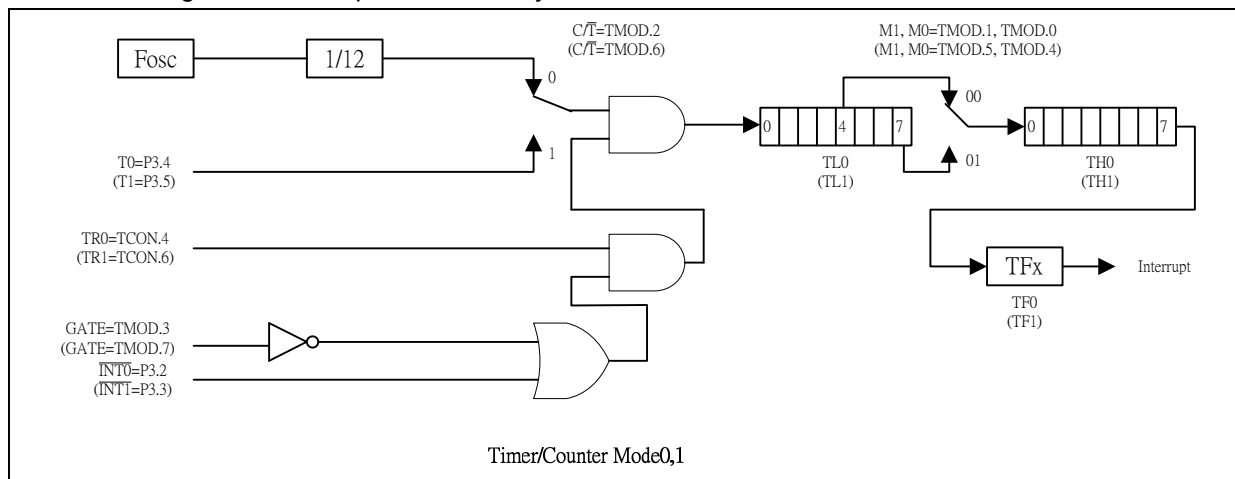 Fosc
1/12
C/T̅=TMOD.2
(C/T̅=TMOD.6)
M1, M0=TMOD.1, TMOD.0
(M1, M0=TMOD.5, TMOD.4)
0
1
T0=P3.4
(T1=P3.5)
0 4 7
TL0
(TL1)
00
01
0 7
TH0
(TH1)
TR0=TCON.4
(TR1=TCON.6)
TFx
Interrupt
TF0
(TF1)
GATE=TMOD.3
(GATE=TMOD.7)
I̅N̅T̅0̅=P3.2
(I̅N̅T̅1̅=P3.3)
Timer/Counter Mode0,1